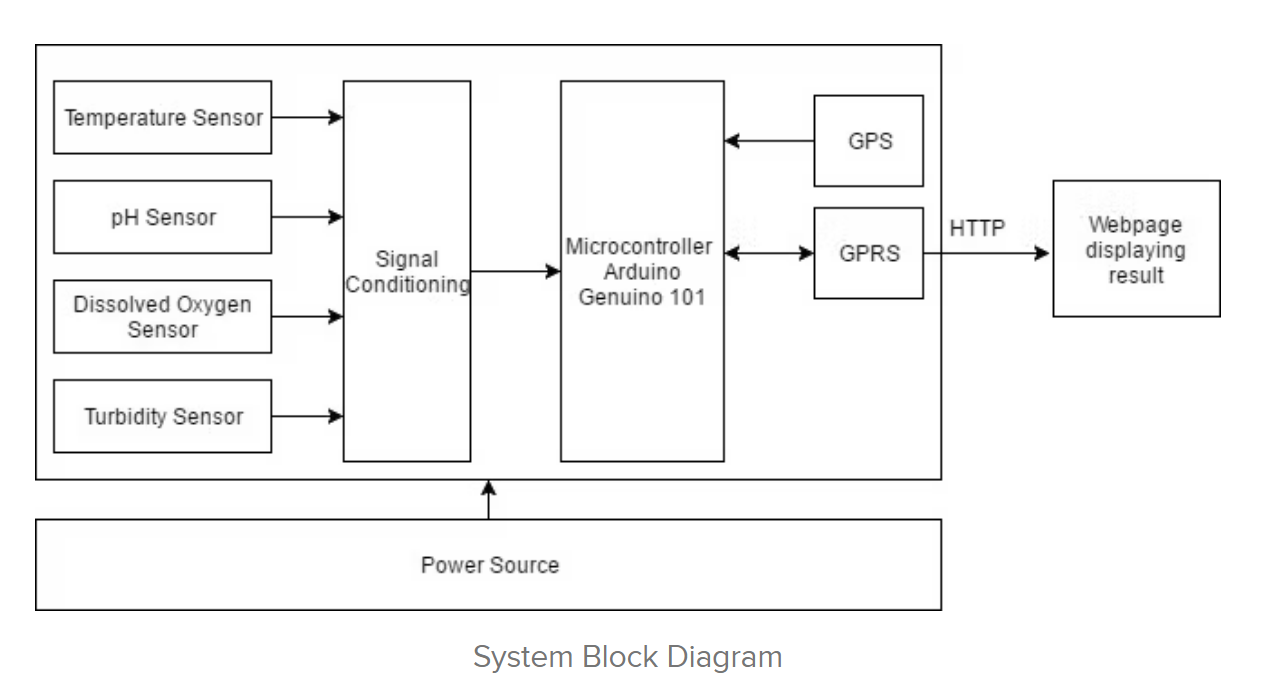 Temperature Sensor
pH Sensor
Dissolved Oxygen
Sensor
Turbidity Sensor
Signal
Conditioning
Microcontroller
Arduino
Genuino 101
GPS
GPRS
HTTP
Webpage
displaying
result
Power Source
System Block Diagram